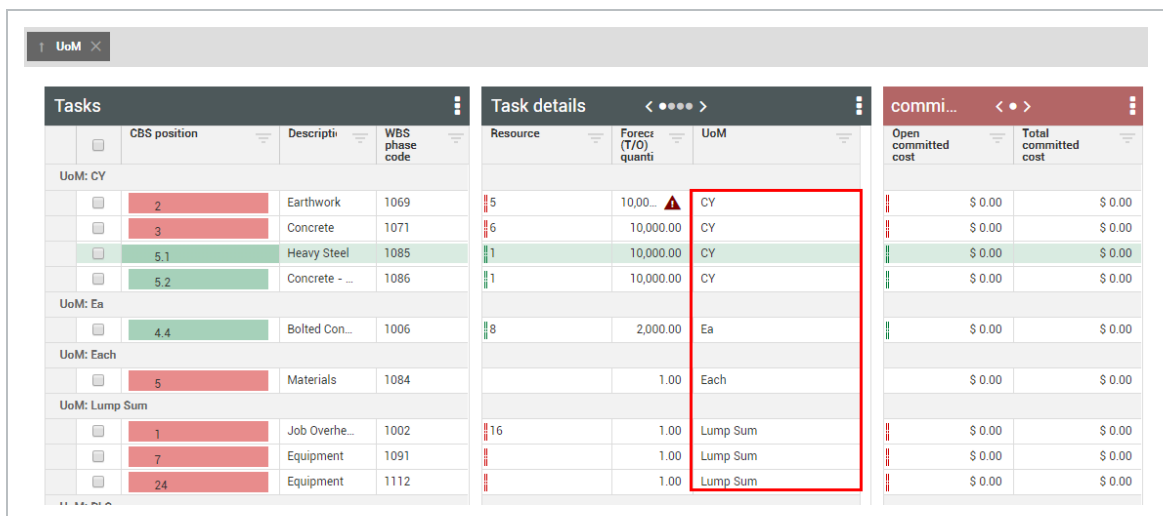 ↑ UoM ×
Tasks
Task details
commi...
CBS position Descripti WBS phase code Resource Foreca (T/O) quanti UoM Open committed cost Total committed cost
UoM: CY
2 Earthwork 1069 5 10,00... CY $ 0.00 $ 0.00
3 Concrete 1071 6 10,000.00 CY $ 0.00 $ 0.00
5.1 Heavy Steel 1085 1 10,000.00 CY $ 0.00 $ 0.00
5.2 Concrete - ... 1086 1 10,000.00 CY $ 0.00 $ 0.00
UoM: Ea
4.4 Bolted Con... 1006 8 2,000.00 Ea $ 0.00 $ 0.00
UoM: Each
5 Materials 1084 1.00 Each $ 0.00 $ 0.00
UoM: Lump Sum
1 Job Overhe... 1002 16 1.00 Lump Sum $ 0.00 $ 0.00
7 Equipment 1091 1.00 Lump Sum $ 0.00 $ 0.00
24 Equipment 1112 1.00 Lump Sum $ 0.00 $ 0.00